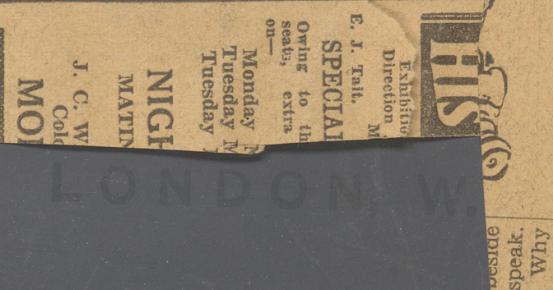 HIS
Exhibitio
Direction
E. J. Tait.
SPECIAL
Owing to th
seats, extra
on—
Monday
Tuesday M
Tuesday
NIGH
MATIN
J. C. W
Cold
MO
LONDON, W.
beside
speak.
Why